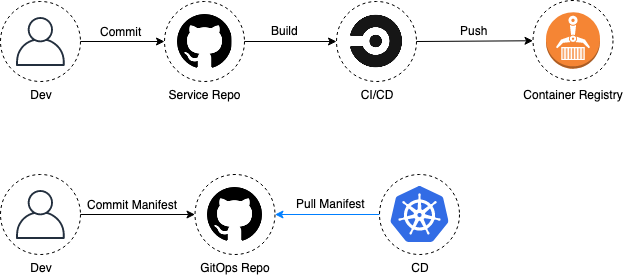 Commit
Build
Push
Dev
Service Repo
CI/CD
Container Registry
Commit Manifest
Pull Manifest
Dev
GitOps Repo
CD